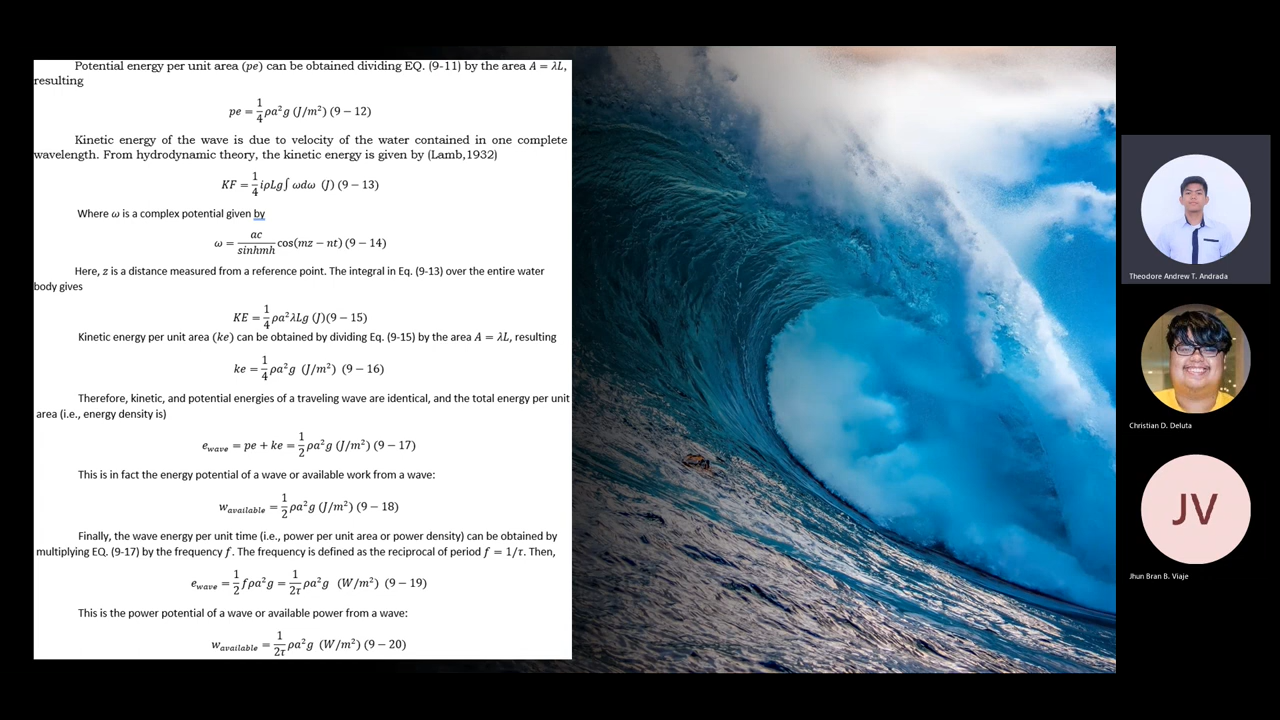 Potential energy per unit area (pe) can be obtained dividing EQ. (9-11) by the area A = λL,
resulting
pe = 1/4 ρa²g (J/m²) (9 − 12)
Kinetic energy of the wave is due to velocity of the water contained in one complete
wavelength. From hydrodynamic theory, the kinetic energy is given by (Lamb,1932)
KF = 1/4 iρLg∫ ωdω (J) (9 − 13)
Where ω is a complex potential given by
ω = ac/sinhmh cos(mz − nt) (9 − 14)
Here, z is a distance measured from a reference point. The integral in Eq. (9-13) over the entire water
body gives
KE = 1/4 ρa²λLg (J)(9 − 15)
Kinetic energy per unit area (ke) can be obtained by dividing Eq. (9-15) by the area A = λL, resulting
ke = 1/4 ρa²g (J/m²) (9 − 16)
Therefore, kinetic, and potential energies of a traveling wave are identical, and the total energy per unit
area (i.e., energy density is)
e_wave = pe + ke = 1/2 ρa²g (J/m²) (9 − 17)
This is in fact the energy potential of a wave or available work from a wave:
w_available = 1/2 ρa²g (J/m²) (9 − 18)
Finally, the wave energy per unit time (i.e., power per unit area or power density) can be obtained by
multiplying EQ. (9-17) by the frequency f. The frequency is defined as the reciprocal of period f = 1/τ. Then,
e_wave = 1/2 fρa²g = 1/2τ ρa²g (W/m²) (9 − 19)
This is the power potential of a wave or available power from a wave:
w_available = 1/2τ ρa²g (W/m²) (9 − 20)
Theodore Andrew T. Andrada
Christian D. Deluta
JV
Jhun Bran B. Viaje